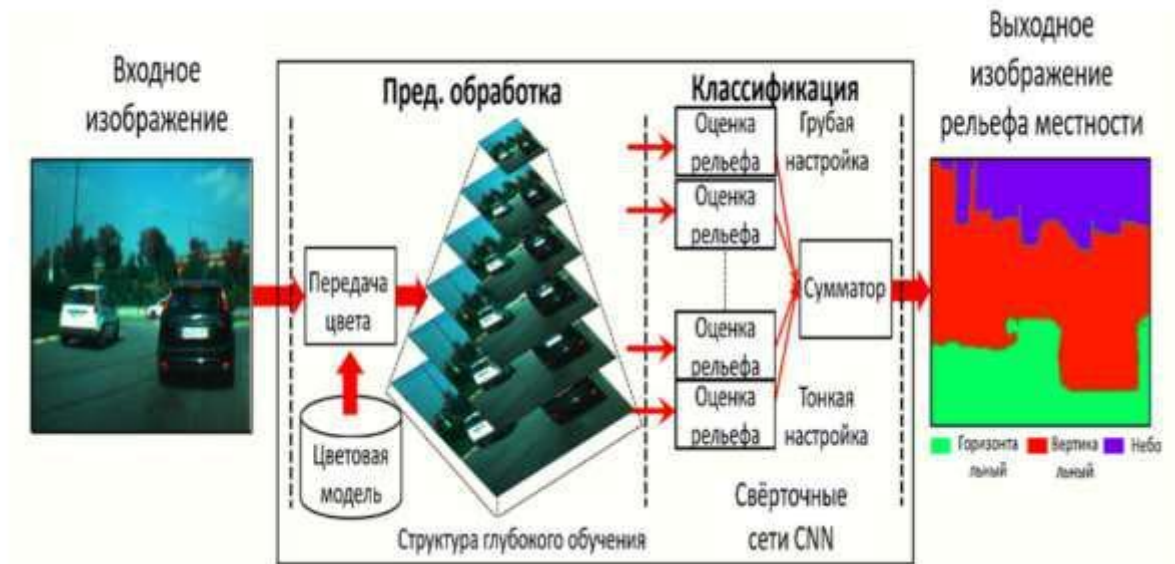 Входное
изображение
Пред. обработка
Классификация
Выходное
изображение
рельефа местности
Передача
цвета
Цветовая
модель
Оценка
рельефа
Грубая
настройка
Оценка
рельефа
Сумматор
Оценка
рельефа
Оценка
рельефа
Тонкая
настройка
Структура глубокого обучения
Свёрточные
сети CNN
Горизонта
льный
Вертика
льный
Небо